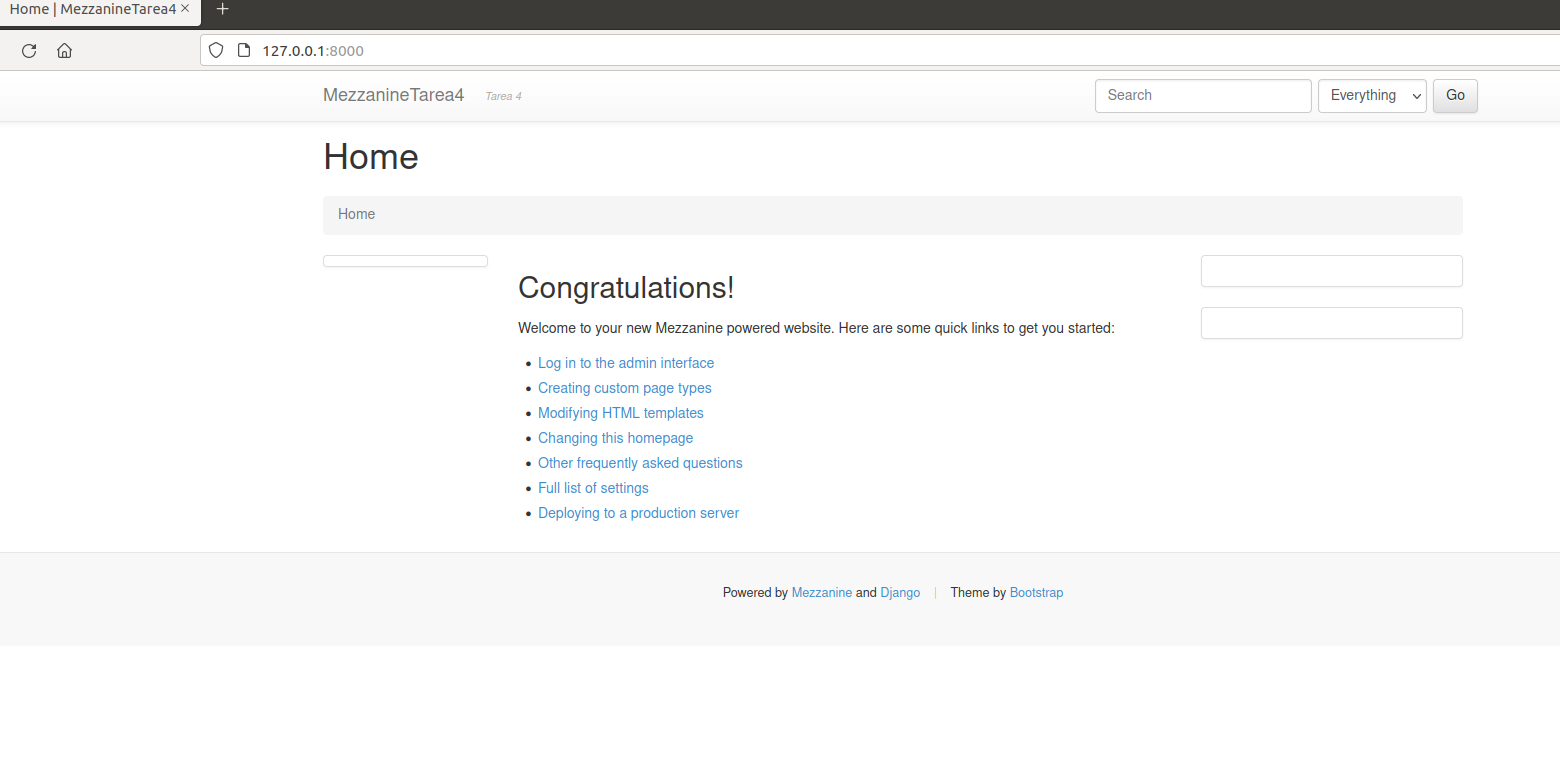 Home | MezzanineTarea4
127.0.0.1:8000
MezzanineTarea4 Tarea 4 Search Everything Go
Home
Home
Congratulations!
Welcome to your new Mezzanine powered website. Here are some quick links to get you started:
Log in to the admin interface
Creating custom page types
Modifying HTML templates
Changing this homepage
Other frequently asked questions
Full list of settings
Deploying to a production server
Powered by Mezzanine and Django | Theme by Bootstrap